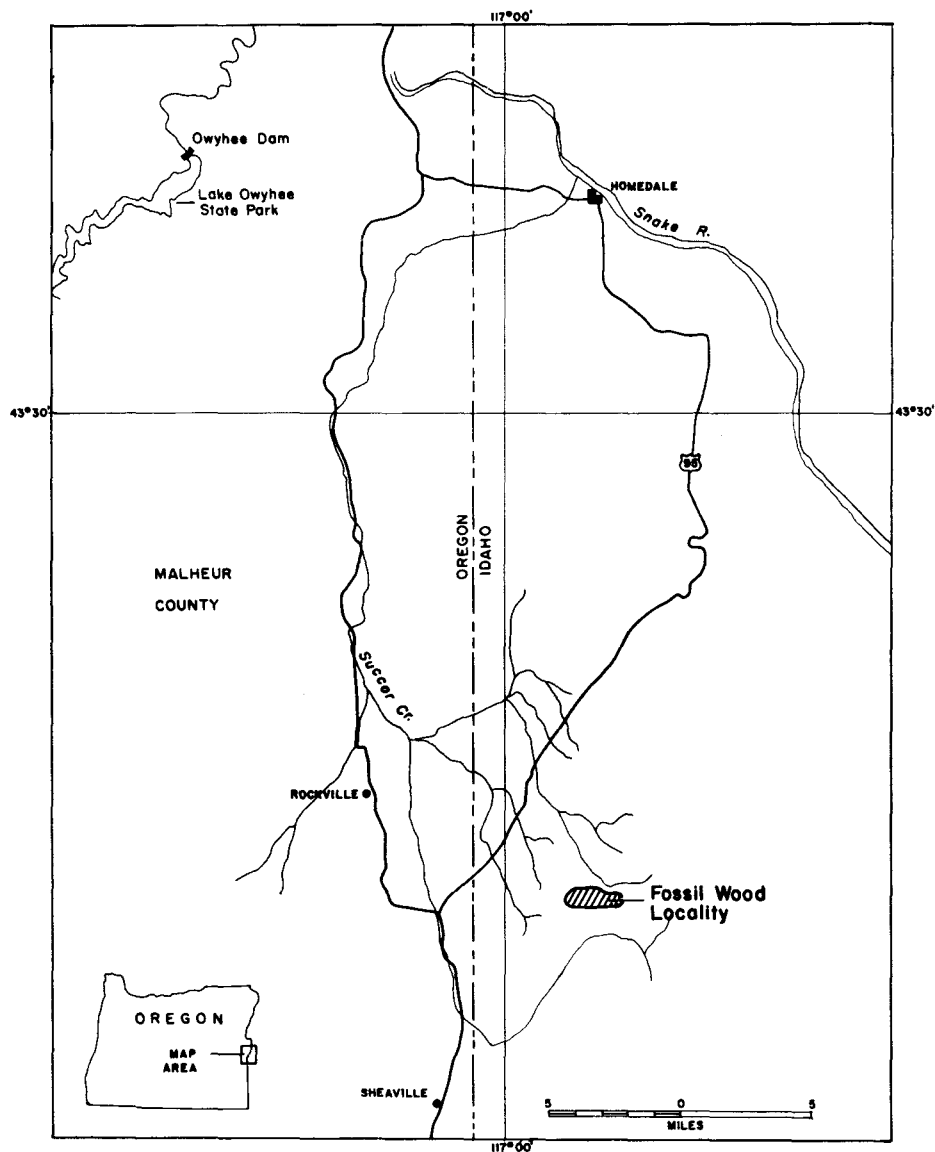 117°00'
Owyhee Dam
Lake Owyhee
State Park
HOMEDALE
Snake R.
43°30'
43°30'
95
OREGON
IDAHO
MALHEUR
COUNTY
Succor Cr.
ROCKVILLE
Fossil Wood
Locality
OREGON
MAP
AREA
SHEAVILLE
5 0 5
MILES
117°00'